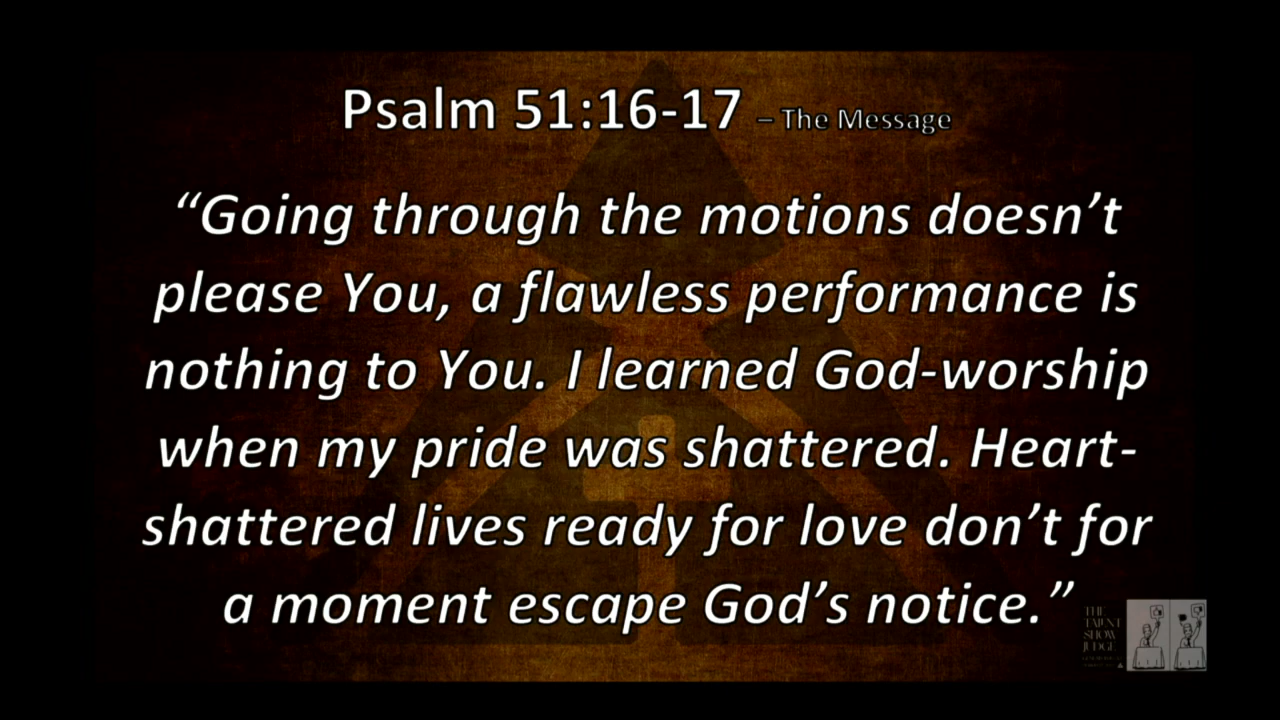 Psalm 51:16-17 – The Message
“Going through the motions doesn’t
please You, a flawless performance is
nothing to You. I learned God-worship
when my pride was shattered. Heart-
shattered lives ready for love don’t for
a moment escape God’s notice.”
THE
TALENT
SHOW
JUDGE